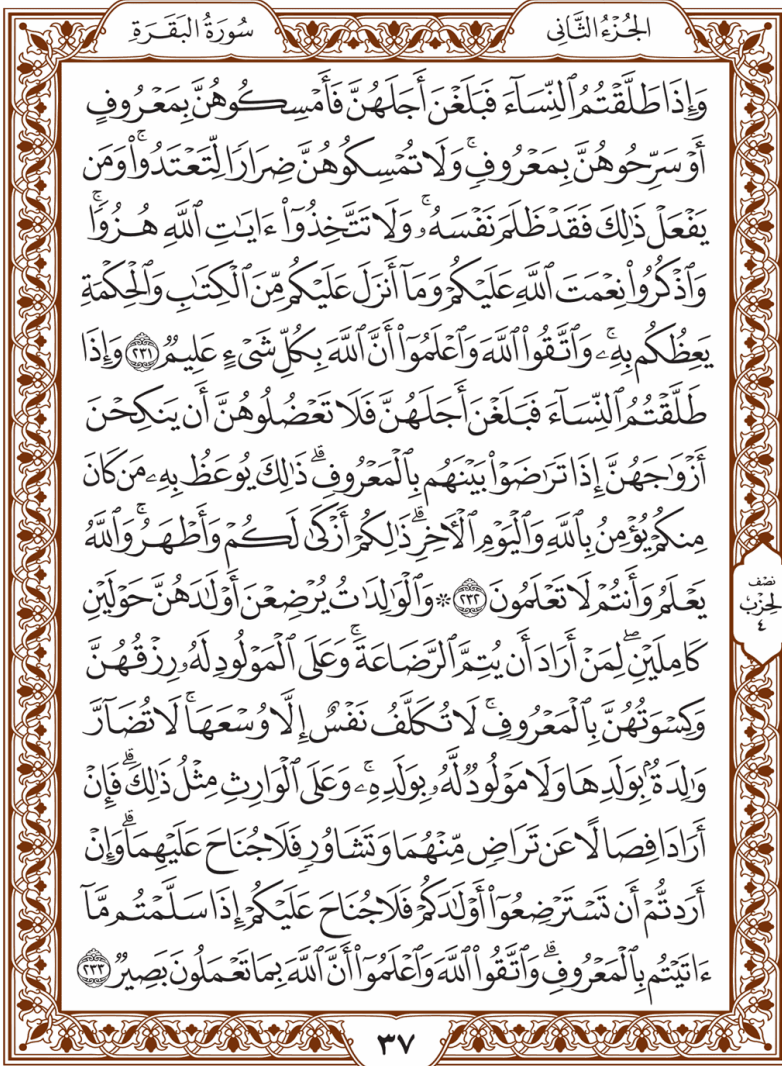 الجُزْءُ الثَّانِى
سُورَةُ البَقَرَةِ
وَإِذَا طَلَّقْتُمُ ٱلنِّسَآءَ فَبَلَغْنَ أَجَلَهُنَّ فَأَمْسِكُوهُنَّ بِمَعْرُوفٍ
أَوْ سَرِّحُوهُنَّ بِمَعْرُوفٍۚ وَلَا تُمْسِكُوهُنَّ ضِرَارًا لِّتَعْتَدُوا۟ۚ وَمَن
يَفْعَلْ ذَٰلِكَ فَقَدْ ظَلَمَ نَفْسَهُۥۚ وَلَا تَتَّخِذُوٓا۟ ءَايَٰتِ ٱللَّهِ هُزُوًاۚ
وَٱذْكُرُوا۟ نِعْمَتَ ٱللَّهِ عَلَيْكُمْ وَمَآ أَنزَلَ عَلَيْكُم مِّنَ ٱلْكِتَٰبِ وَٱلْحِكْمَةِ
يَعِظُكُم بِهِۦۚ وَٱتَّقُوا۟ ٱللَّهَ وَٱعْلَمُوٓا۟ أَنَّ ٱللَّهَ بِكُلِّ شَىْءٍ عَلِيمٌ ٢٣١ وَإِذَا
طَلَّقْتُمُ ٱلنِّسَآءَ فَبَلَغْنَ أَجَلَهُنَّ فَلَا تَعْضُلُوهُنَّ أَن يَنكِحْنَ
أَزْوَٰجَهُنَّ إِذَا تَرَٰضَوْا۟ بَيْنَهُم بِٱلْمَعْرُوفِۗ ذَٰلِكَ يُوعَظُ بِهِۦ مَن كَانَ
مِنكُمْ يُؤْمِنُ بِٱللَّهِ وَٱلْيَوْمِ ٱلْءَاخِرِۗ ذَٰلِكُمْ أَزْكَىٰ لَكُمْ وَأَطْهَرُۚ وَٱللَّهُ
يَعْلَمُ وَأَنتُمْ لَا تَعْلَمُونَ ٢٣٢ ۞ وَٱلْوَٰلِدَٰتُ يُرْضِعْنَ أَوْلَٰدَهُنَّ حَوْلَيْنِ
كَامِلَيْنِۖ لِمَنْ أَرَادَ أَن يُتِمَّ ٱلرَّضَاعَةَۚ وَعَلَى ٱلْمَوْلُودِ لَهُۥ رِزْقُهُنَّ
وَكِسْوَتُهُنَّ بِٱلْمَعْرُوفِۚ لَا تُكَلَّفُ نَفْسٌ إِلَّا وُسْعَهَاۚ لَا تُضَآرَّ
وَٰلِدَةٌۢ بِوَلَدِهَا وَلَا مَوْلُودٌ لَّهُۥ بِوَلَدِهِۦۚ وَعَلَى ٱلْوَارِثِ مِثْلُ ذَٰلِكَۗ فَإِنْ
أَرَادَا فِصَالًا عَن تَرَاضٍ مِّنْهُمَا وَتَشَاوُرٍ فَلَا جُنَاحَ عَلَيْهِمَاۗ وَإِنْ
أَرَدتُّمْ أَن تَسْتَرْضِعُوٓا۟ أَوْلَٰدَكُمْ فَلَا جُنَاحَ عَلَيْكُمْ إِذَا سَلَّمْتُم مَّآ
ءَاتَيْتُم بِٱلْمَعْرُوفِۗ وَٱتَّقُوا۟ ٱللَّهَ وَٱعْلَمُوٓا۟ أَنَّ ٱللَّهَ بِمَا تَعْمَلُونَ بَصِيرٌ ٢٣٣
نِصْف
الحِزْبُ
٤
٣٧